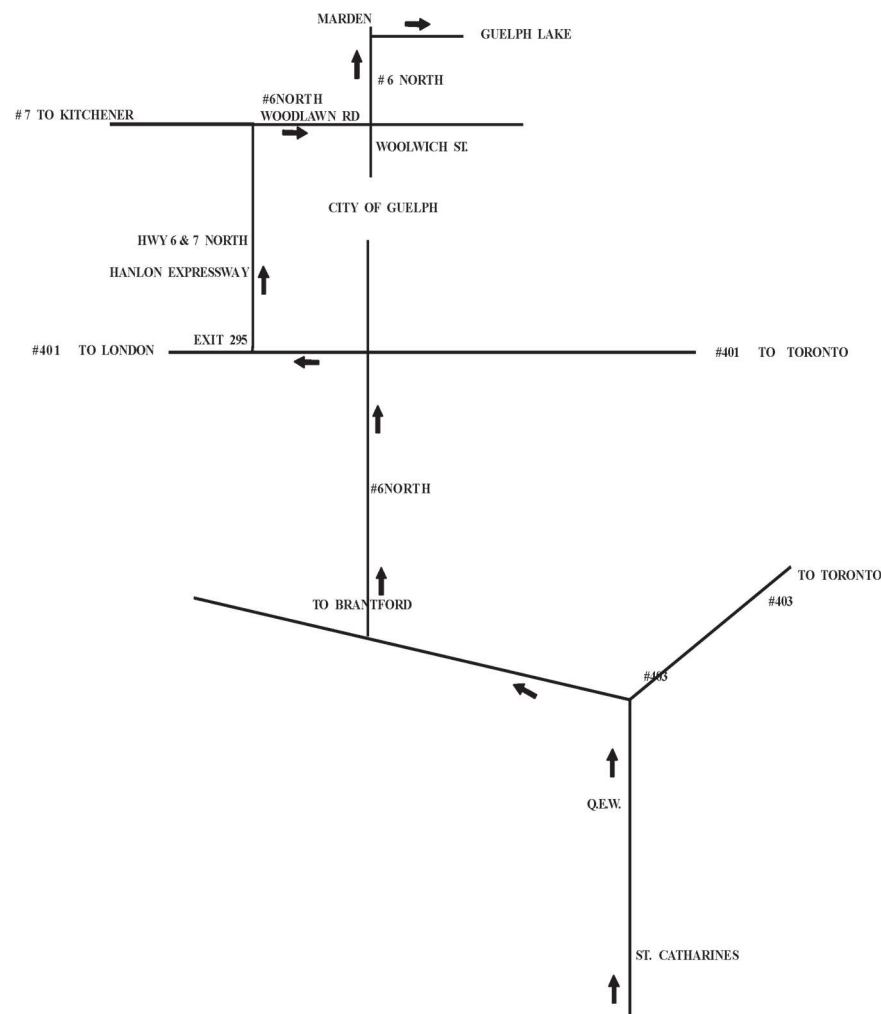 MARDEN
GUELPH LAKE
# 6 NORTH
#6NORTH
# 7 TO KITCHENER
WOODLAWN RD
WOOLWICH ST.
CITY OF GUELPH
HWY 6 & 7 NORTH
HANLON EXPRESSWAY
EXIT 295
#401 TO LONDON
#401 TO TORONTO
#6NORTH
TO TORONTO
#403
TO BRANTFORD
#403
Q.E.W.
ST. CATHARINES